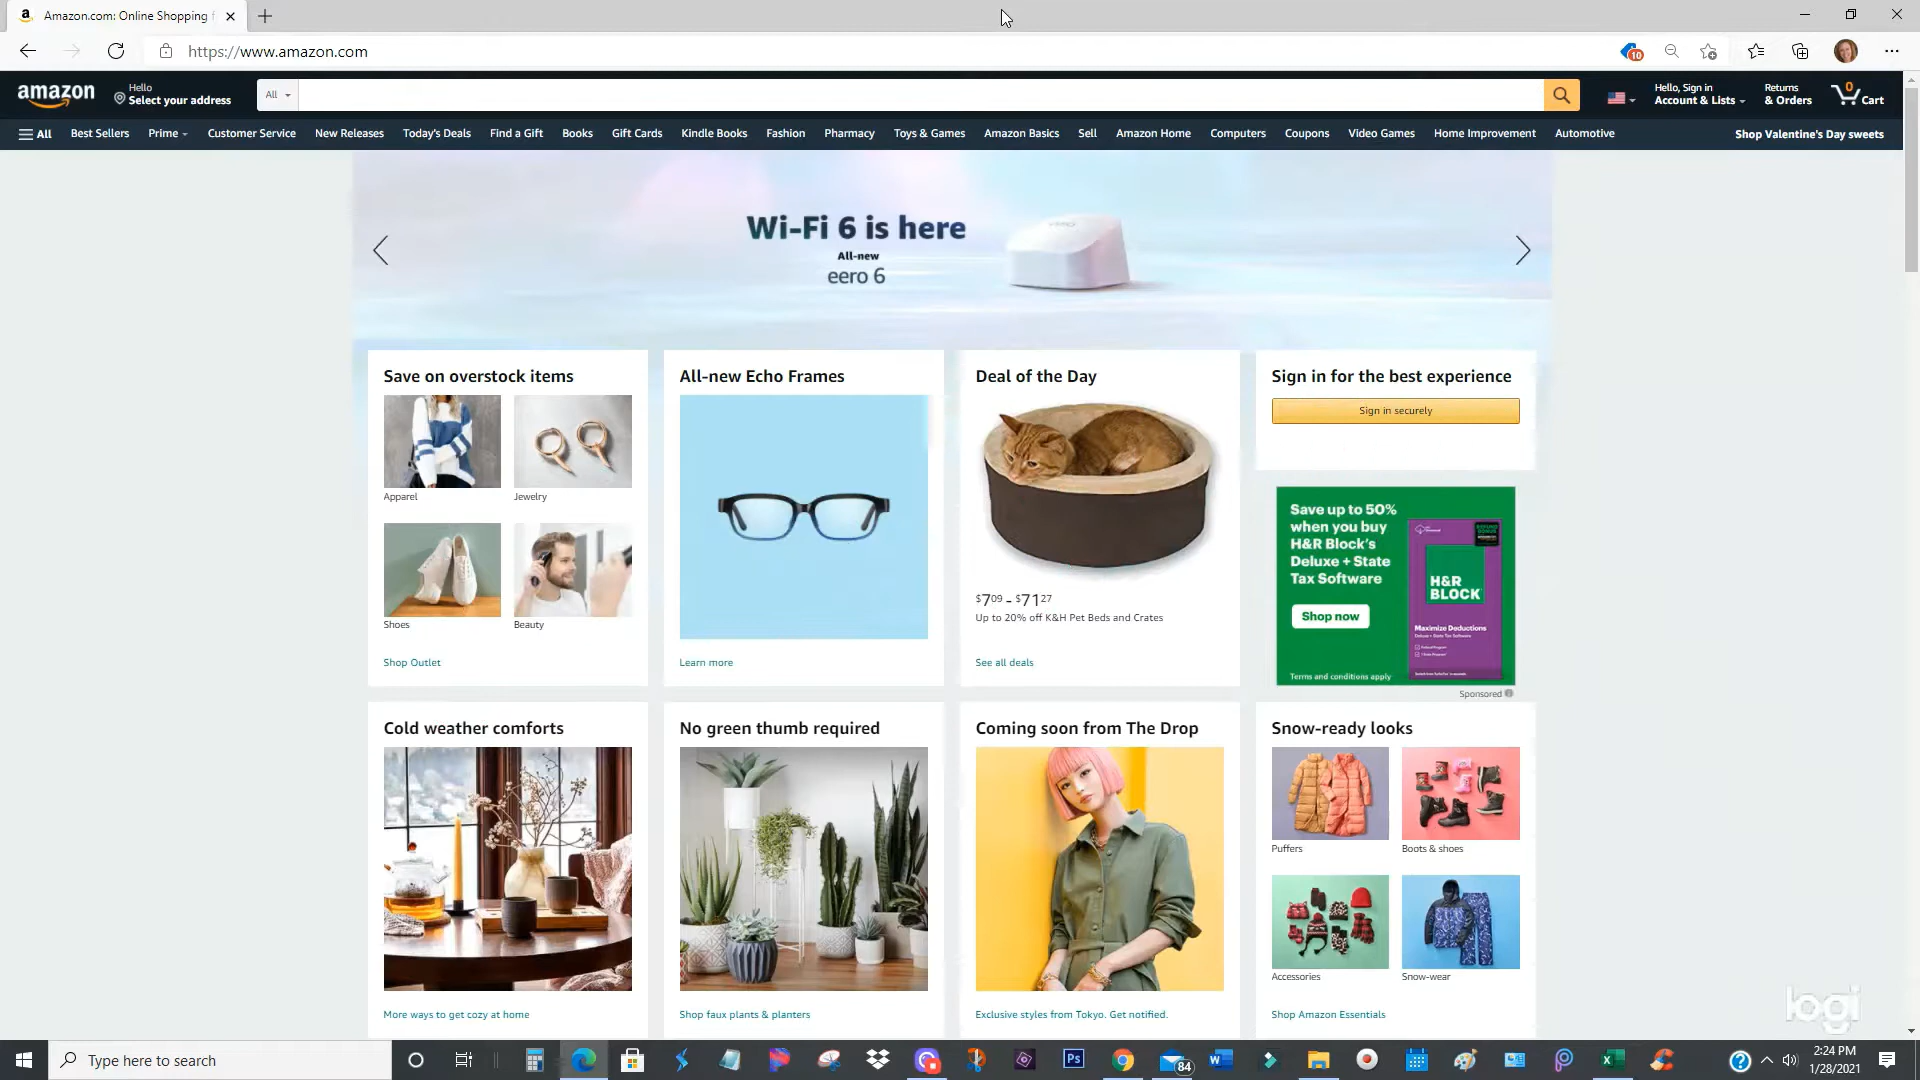 Amazon.com: Online Shopping f
https://www.amazon.com
10
amazon
Hello
Select your address
All
Hello, Sign in
Account & Lists
Returns
& Orders
0
Cart
All
Best Sellers
Prime
Customer Service
New Releases
Today's Deals
Find a Gift
Books
Gift Cards
Kindle Books
Fashion
Pharmacy
Toys & Games
Amazon Basics
Sell
Amazon Home
Computers
Coupons
Video Games
Home Improvement
Automotive
Shop Valentine's Day sweets
Wi-Fi 6 is here
All-new
eero 6
Save on overstock items
Apparel
Jewelry
Shoes
Beauty
Shop Outlet
All-new Echo Frames
Learn more
Deal of the Day
$709 - $7127
Up to 20% off K&H Pet Beds and Crates
See all deals
Sign in for the best experience
Sign in securely
Save up to 50%
when you buy
H&R Block's
Deluxe + State
Tax Software
Shop now
Terms and conditions apply
H&R
BLOCK
Maximize Deductions
Deluxe + State Tax Software
Sponsored
Cold weather comforts
More ways to get cozy at home
No green thumb required
Shop faux plants & planters
Coming soon from The Drop
Exclusive styles from Tokyo. Get notified.
Snow-ready looks
Puffers
Boots & shoes
Accessories
Snow-wear
Shop Amazon Essentials
logi
Type here to search
Ps
84
2:24 PM
1/28/2021